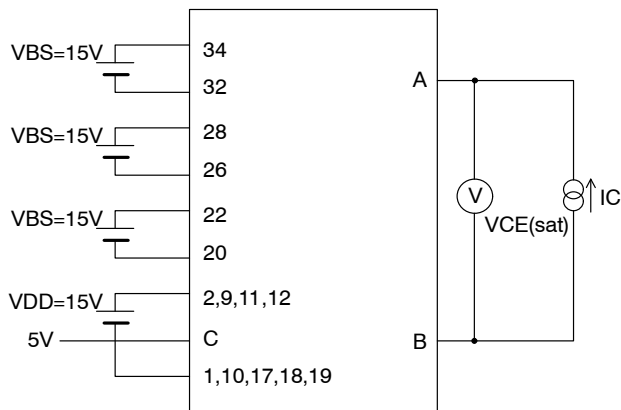 VBS=15V
34
32
A
VBS=15V
28
26
V
IC
VCE(sat)
VBS=15V
22
20
VDD=15V
2,9,11,12
5V
C
B
1,10,17,18,19